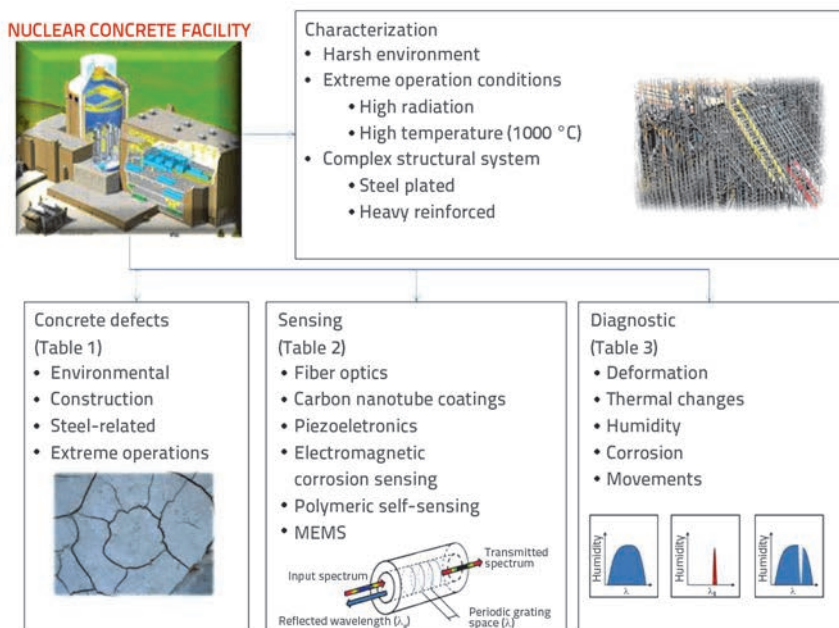 NUCLEAR CONCRETE FACILITY
Characterization
• Harsh environment
• Extreme operation conditions
• High radiation
• High temperature (1000 °C)
• Complex structural system
• Steel plated
• Heavy reinforced
Concrete defects
(Table 1)
• Environmental
• Construction
• Steel-related
• Extreme operations
Sensing
(Table 2)
• Fiber optics
• Carbon nanotube coatings
• Piezoeletronics
• Electromagnetic
corrosion sensing
• Polymeric self-sensing
• MEMS
Input spectrum
Transmitted
spectrum
Reflected wavelength (λ
Periodic grating
space (λ)
Diagnostic
(Table 3)
• Deformation
• Thermal changes
• Humidity
• Corrosion
• Movements
Humidity
λ
Humidity
λ
Humidity
λ